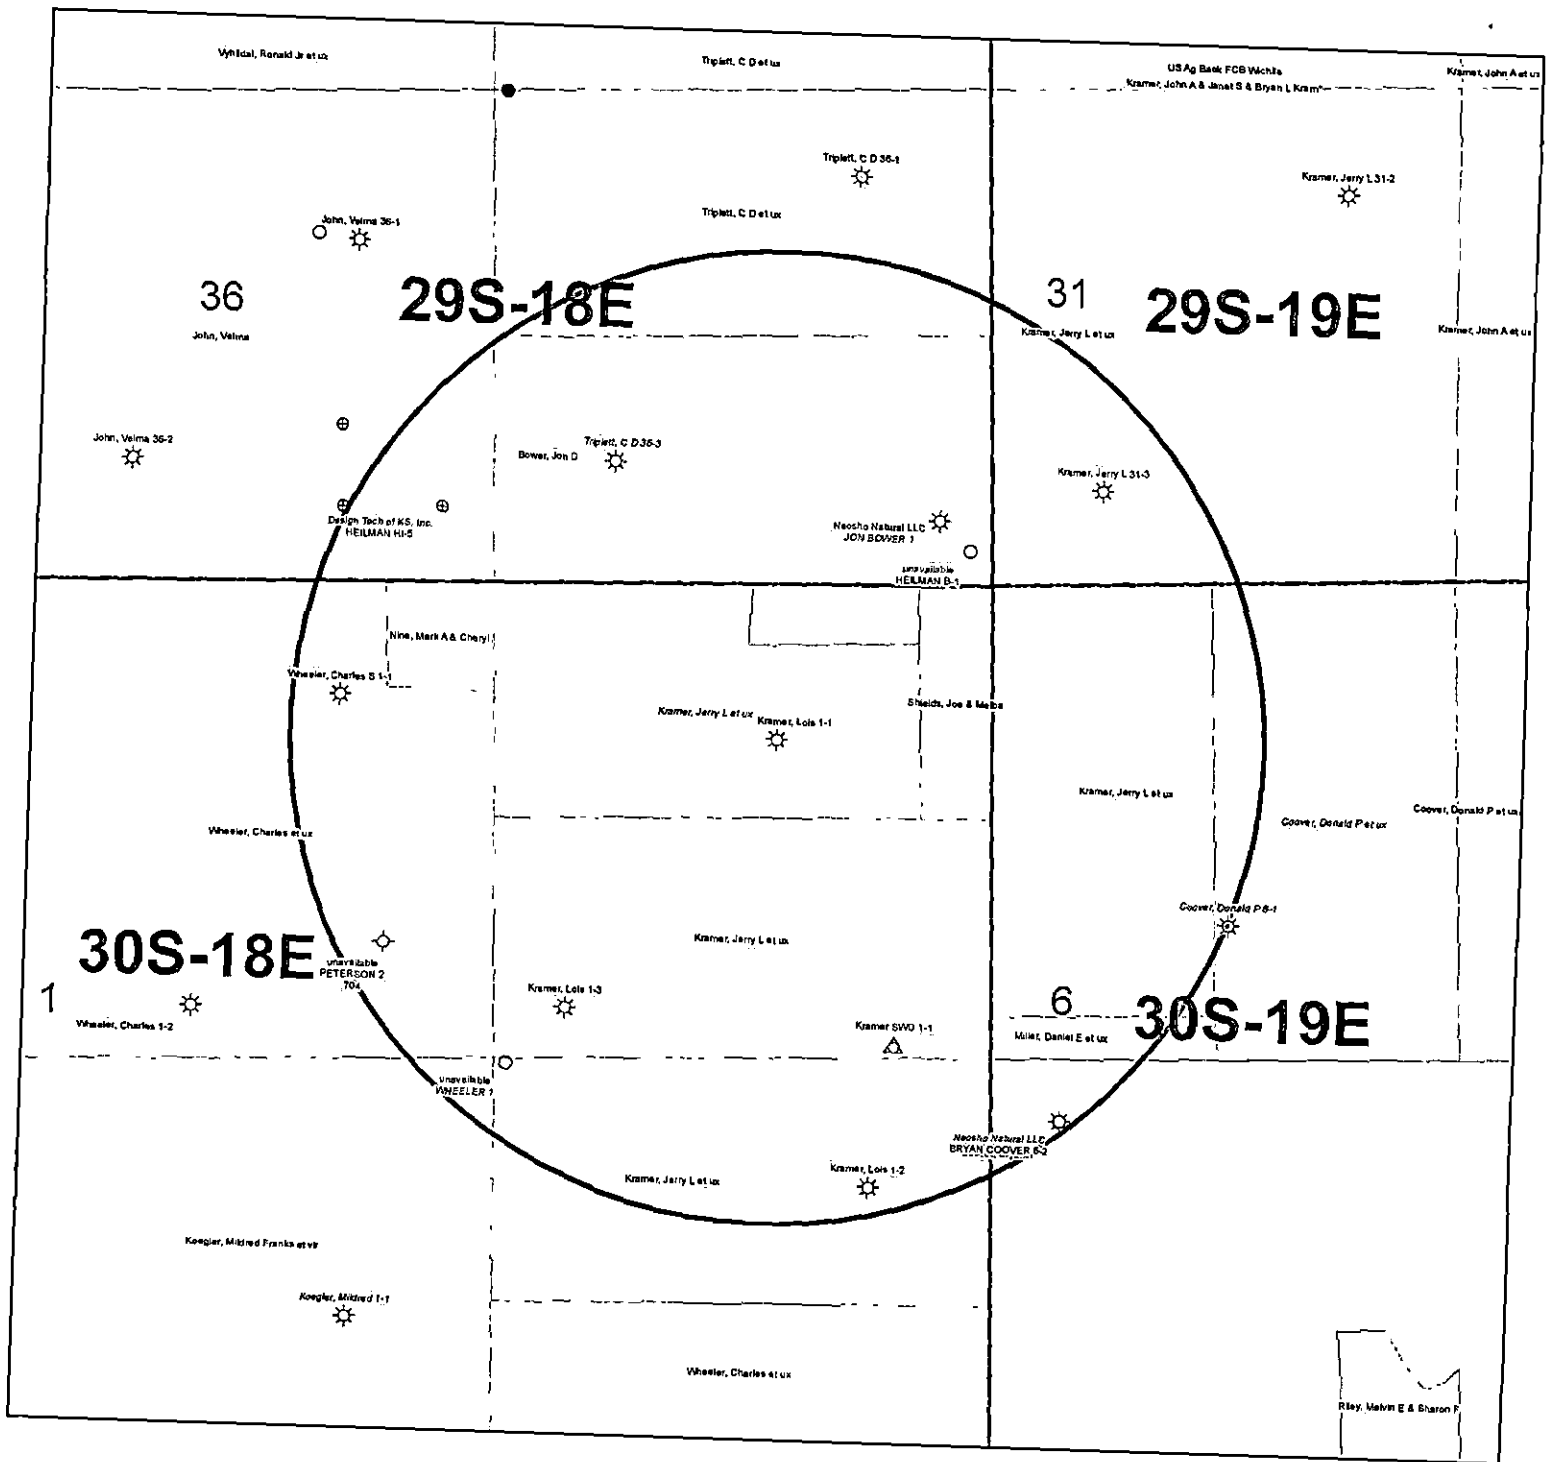 Vyhlidal, Ronald Jr et ux
Triplett, C D et ux
US Ag Bank FCB Wichita
Kramer, John A et ux
Kramer, John A & Janet S & Bryan L Kram*
Triplett, C D 36-1
Kramer, Jerry L 31-2
John, Velma 36-1
Triplett, C D et ux
36
29S-18E
31
29S-19E
John, Velma
Kramer, Jerry L et ux
Kramer, John A et ux
John, Velma 36-2
Triplett, C D 36-3
Bower, Jon D
Kramer, Jerry L 31-3
Design Tech of KS, Inc.
HEILMAN HI-5
Neosho Natural LLC
JON BOWER 1
unavailable
HEILMAN B-1
Nine, Mark A & Cheryl
Wheeler, Charles S 1-1
Kramer, Jerry L et ux
Kramer, Lois 1-1
Shields, Joe & Melba
Kramer, Jerry L et ux
Wheeler, Charles et ux
Coover, Donald P et ux
Coover, Donald P et ux
Coover, Donald P 6-1
30S-18E
unavailable
PETERSON 2
704
Kramer, Jerry L et ux
1
Wheeler, Charles 1-2
Kramer, Lois 1-3
Kramer SWD 1-1
6
30S-19E
Miller, Daniel E et ux
unavailable
WHEELER 1
Neosho Natural LLC
BRYAN COOVER 6-2
Kramer, Jerry L et ux
Kramer, Lois 1-2
Koegler, Mildred Franks et vir
Koegler, Mildred 1-1
Wheeler, Charles et ux
Riley, Melvin E & Sharon F